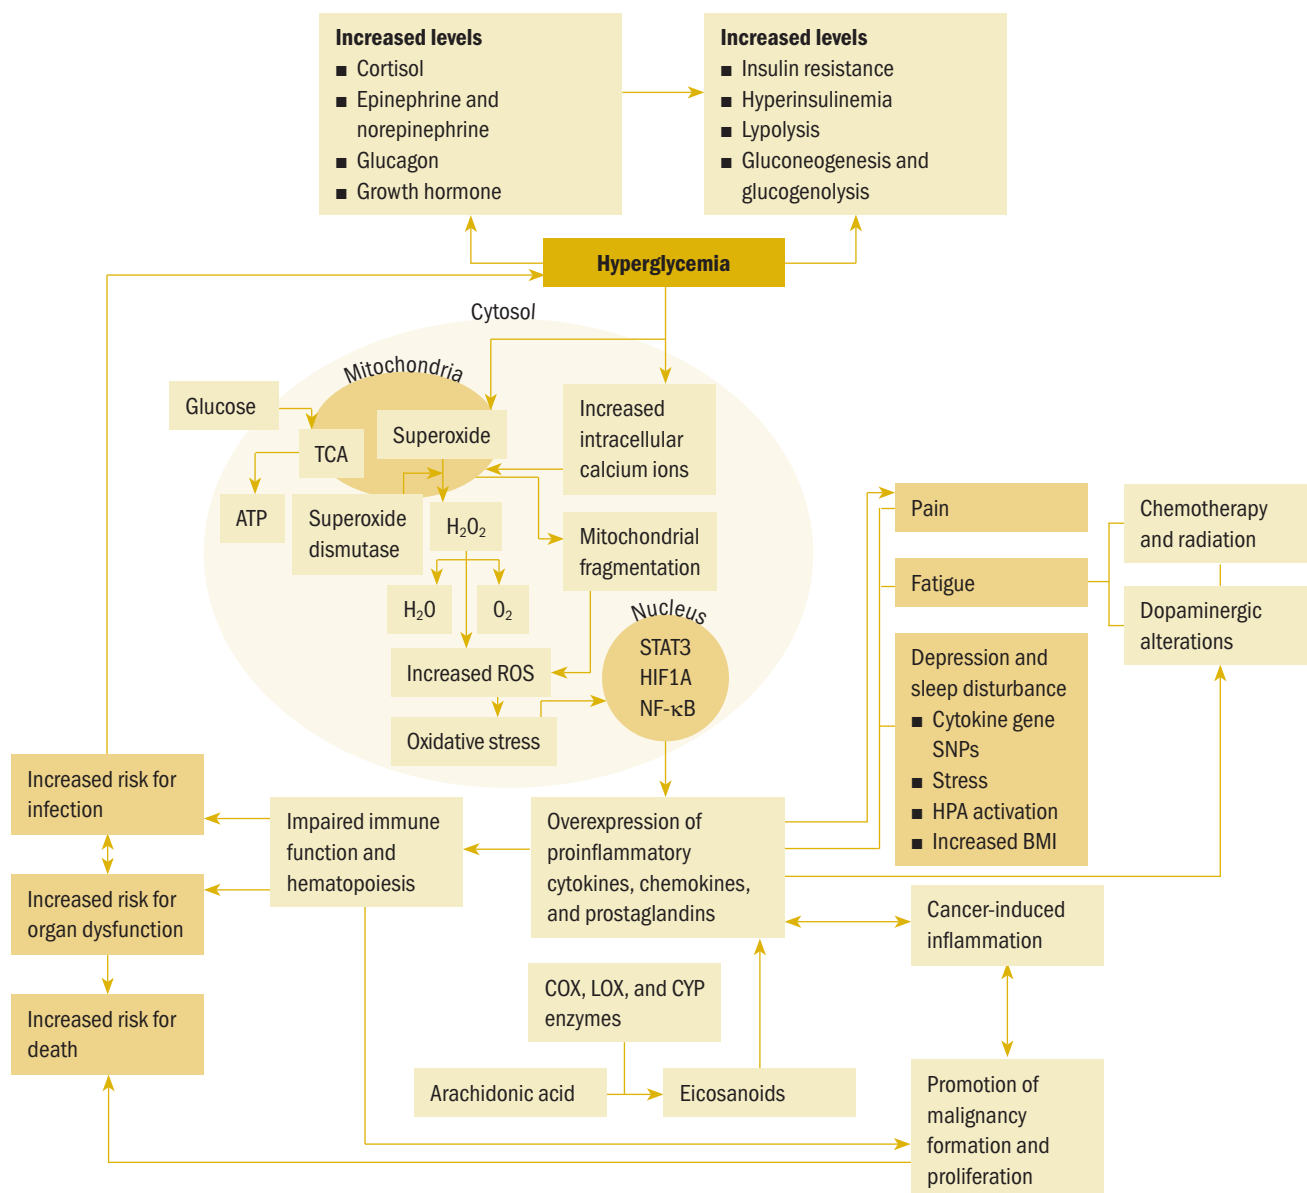 Increased levels
■ Cortisol
■ Epinephrine and
norepinephrine
■ Glucagon
■ Growth hormone
Increased levels
■ Insulin resistance
■ Hyperinsulinemia
■ Lypolysis
■ Gluconeogenesis and
glucogenolysis
Hyperglycemia
Cytosol
Mitochondria
Glucose
TCA
ATP
Superoxide
Superoxide
dismutase
H₂O₂
H₂O
O₂
Increased
intracellular
calcium ions
Mitochondrial
fragmentation
Increased ROS
Oxidative stress
Nucleus
STAT3
HIF1A
NF-κB
Pain
Fatigue
Chemotherapy
and radiation
Dopaminergic
alterations
Depression and
sleep disturbance
■ Cytokine gene
SNPs
■ Stress
■ HPA activation
■ Increased BMI
Increased risk for
infection
Increased risk for
organ dysfunction
Increased risk for
death
Impaired immune
function and
hematopoiesis
Overexpression of
proinflammatory
cytokines, chemokines,
and prostaglandins
Cancer-induced
inflammation
COX, LOX, and CYP
enzymes
Arachidonic acid
Eicosanoids
Promotion of
malignancy
formation and
proliferation